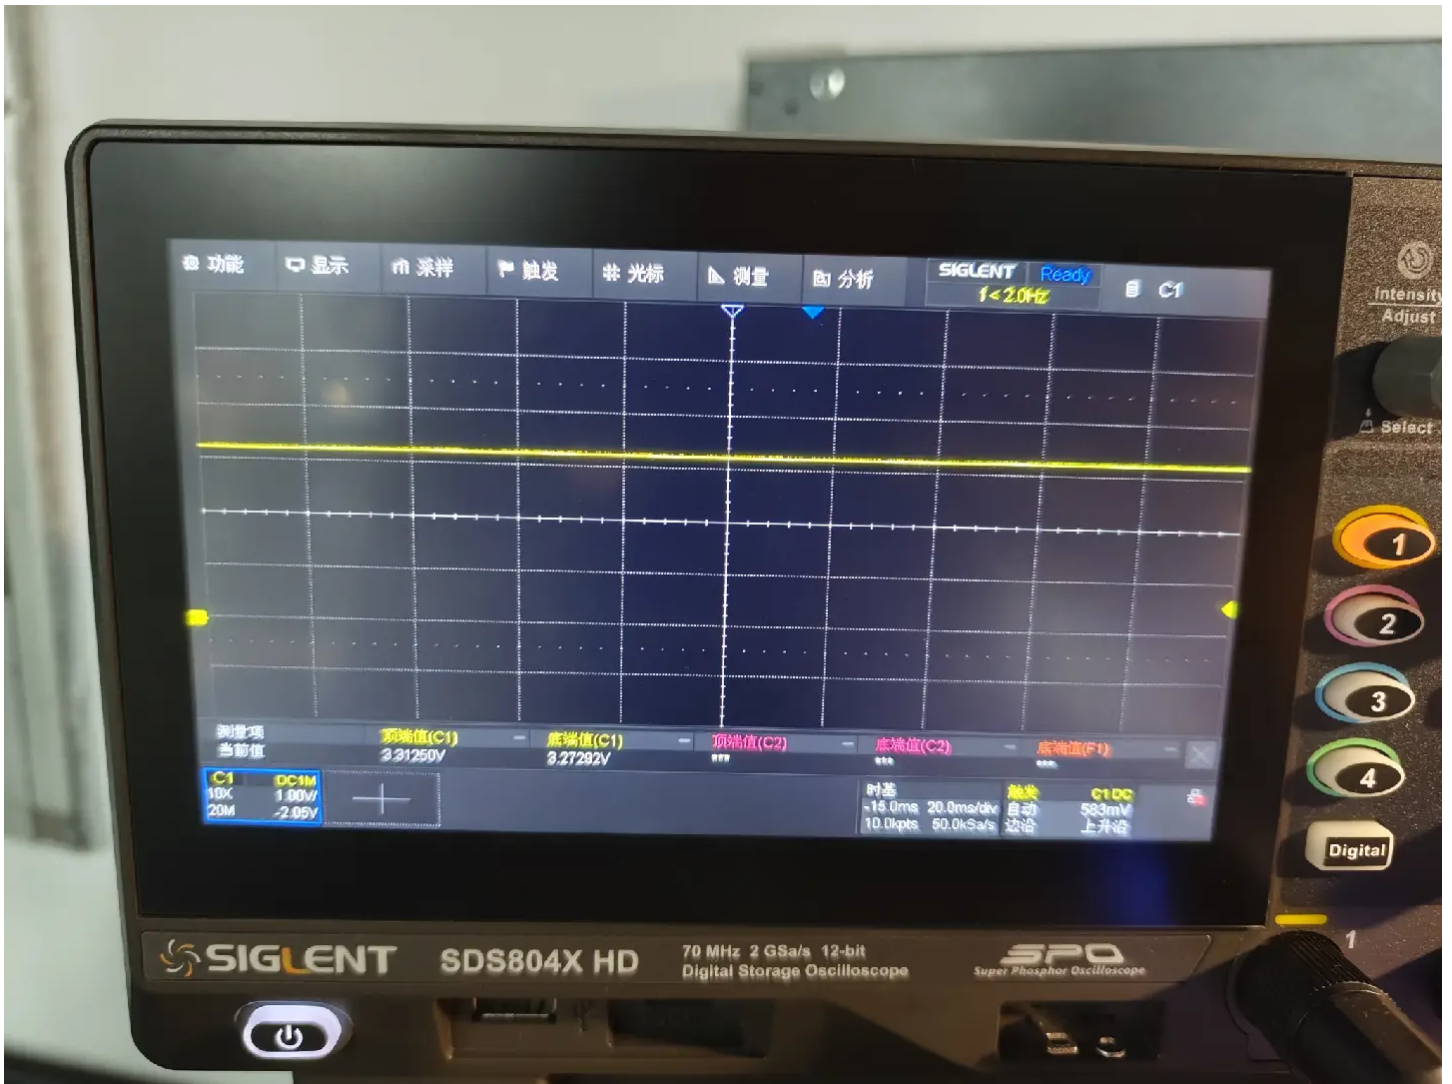 功能 显示 采样 触发 光标 测量 分析 SIGLENT Ready C1
f < 2.0Hz
Intensity
Adjust
Select
1
2
3
4
Digital
测量项 顶端值(C1) 底端值(C1) 顶端值(C2) 底端值(C2) 底端值(F1)
当前值 3.31250V 3.27292V *** *** ***
C1 DC1M
10X 1.00V/
20M -2.05V
时基
-15.0ms 20.0ms/div
10.0kpts 50.0kSa/s
触发 C1 DC
自动 583mV
边沿 上升沿
SIGLENT SDS804X HD
70 MHz 2 GSa/s 12-bit
Digital Storage Oscilloscope
SPO
Super Phosphor Oscilloscope
1